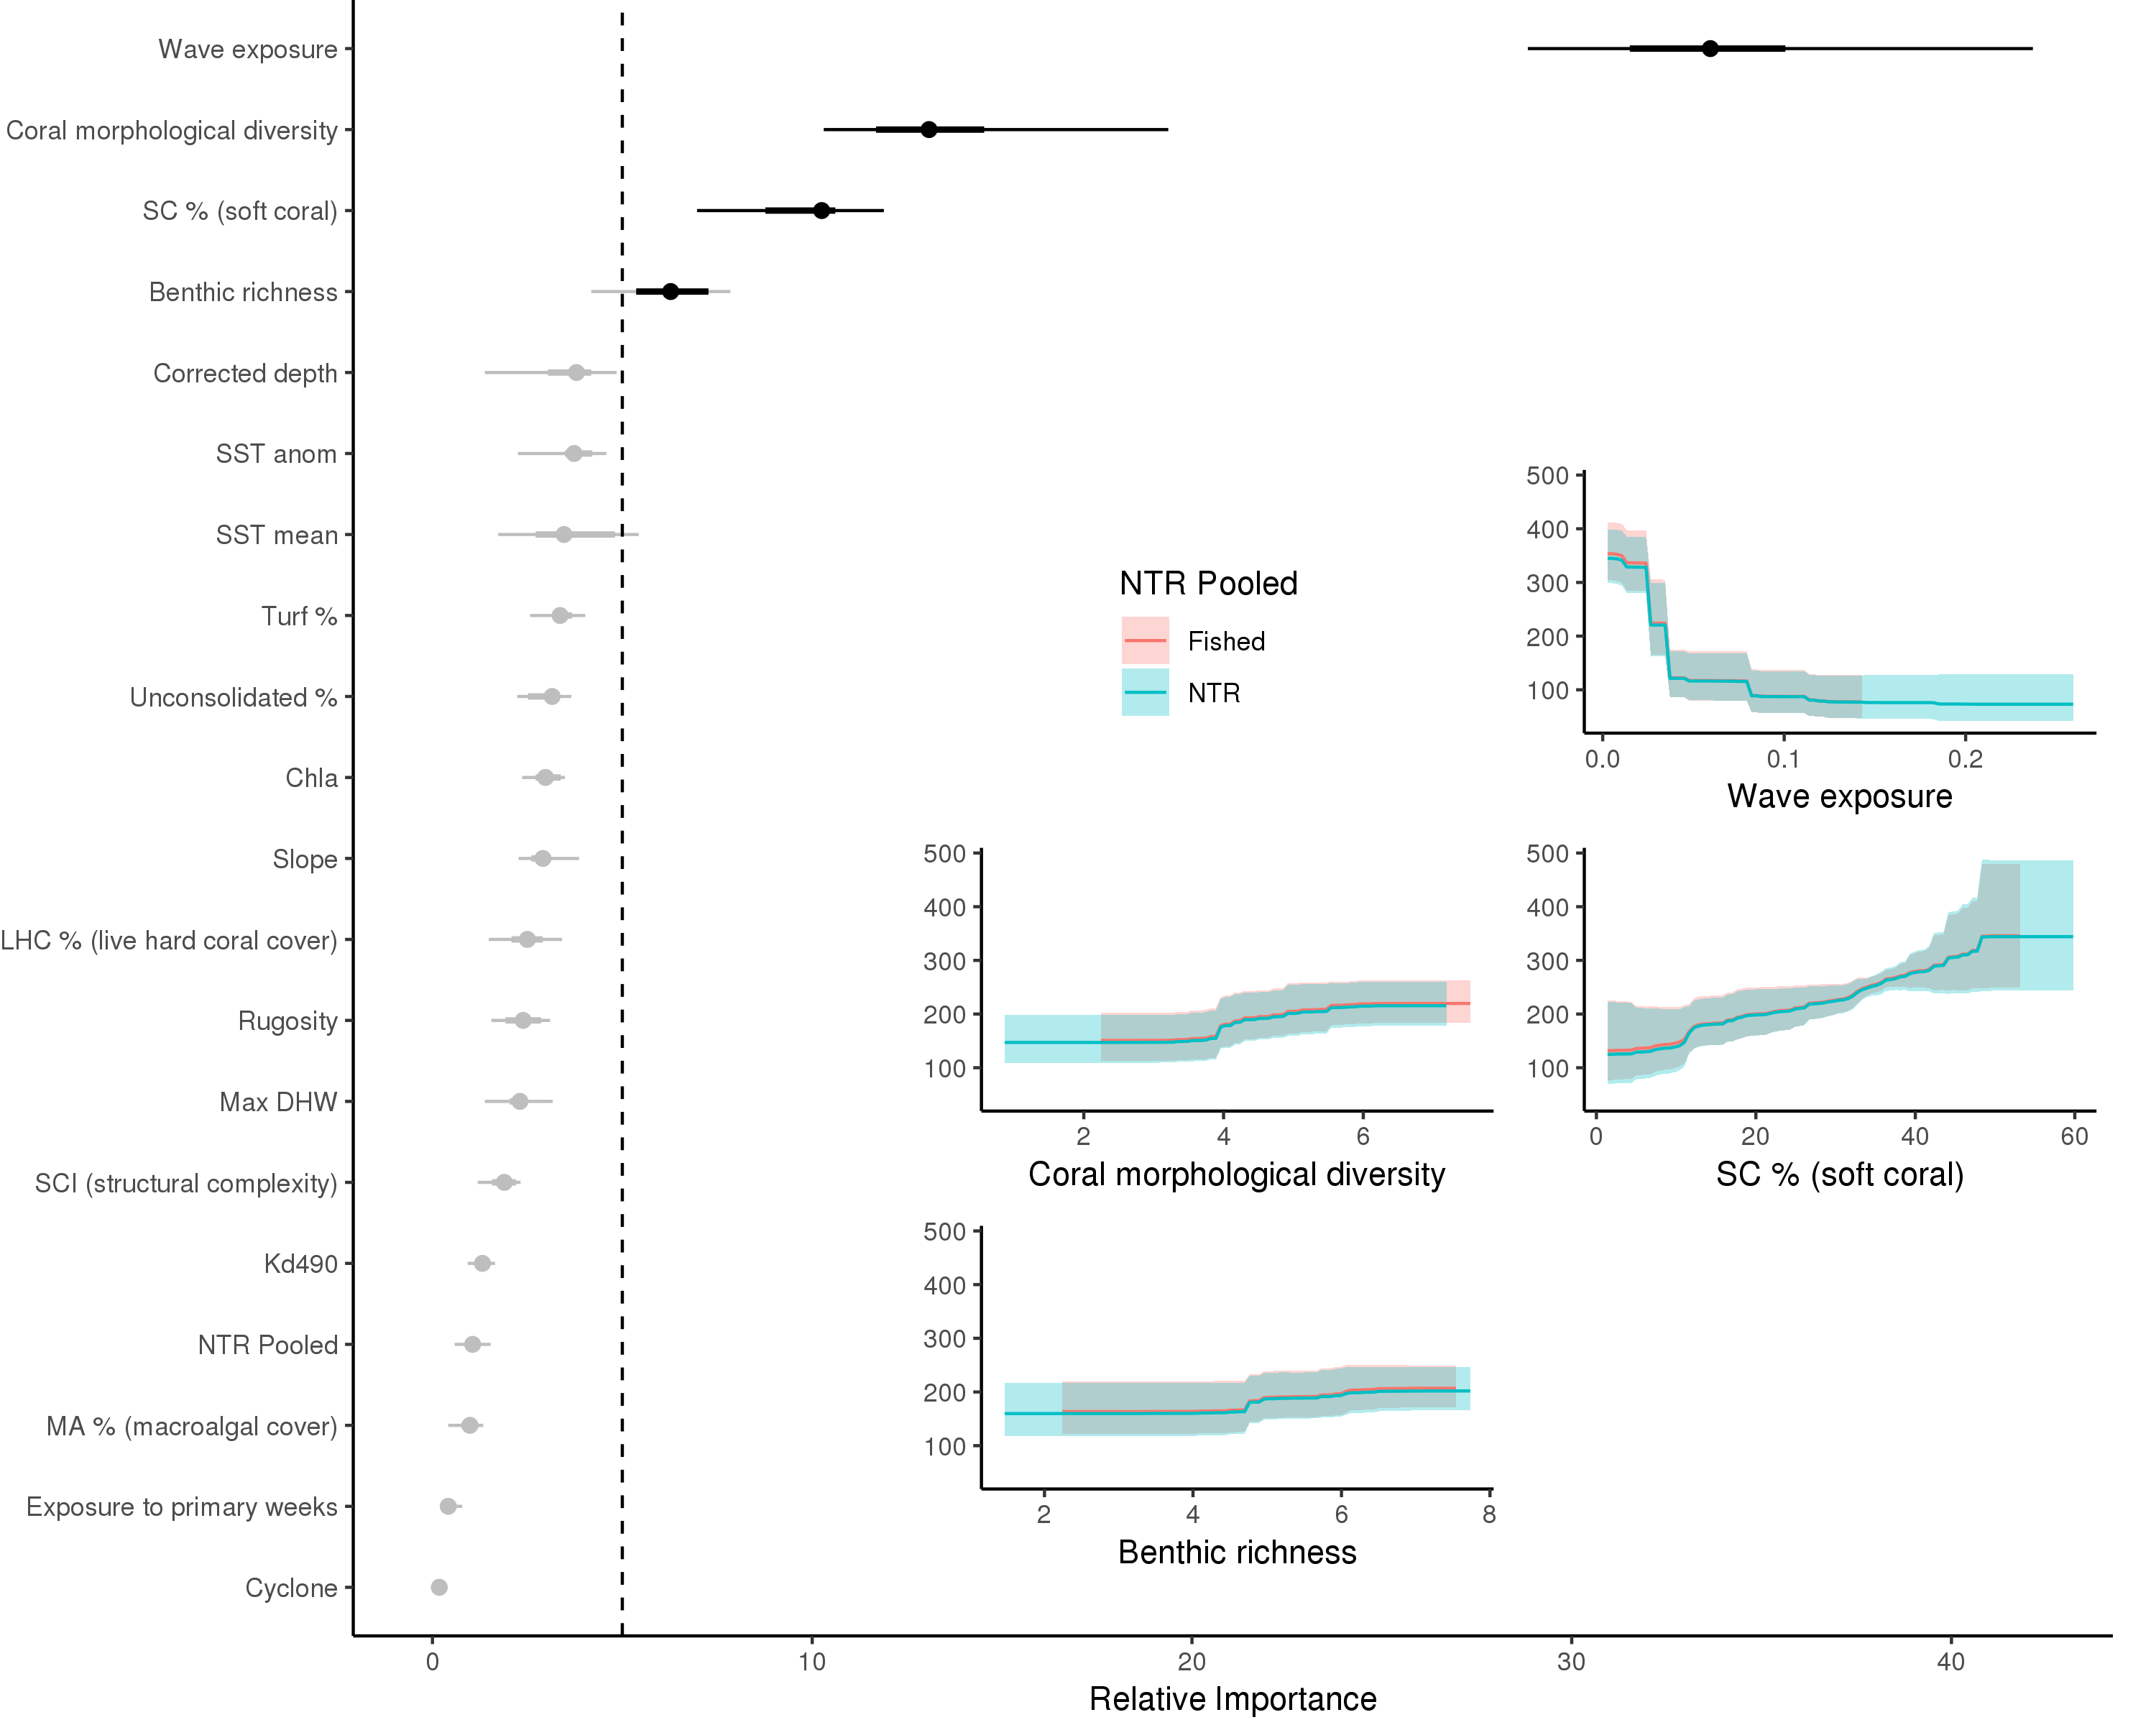 Wave exposure
Coral morphological diversity
SC % (soft coral)
Benthic richness
Corrected depth
SST anom
SST mean
Turf %
Unconsolidated %
Chla
Slope
LHC % (live hard coral cover)
Rugosity
Max DHW
SCI (structural complexity)
Kd490
NTR Pooled
MA % (macroalgal cover)
Exposure to primary weeks
Cyclone
0 10 20 30 40
Relative Importance
NTR Pooled
Fished
NTR
500
400
300
200
100
0.0 0.1 0.2
Wave exposure
500
400
300
200
100
2 4 6
Coral morphological diversity
500
400
300
200
100
0 20 40 60
SC % (soft coral)
500
400
300
200
100
2 4 6 8
Benthic richness